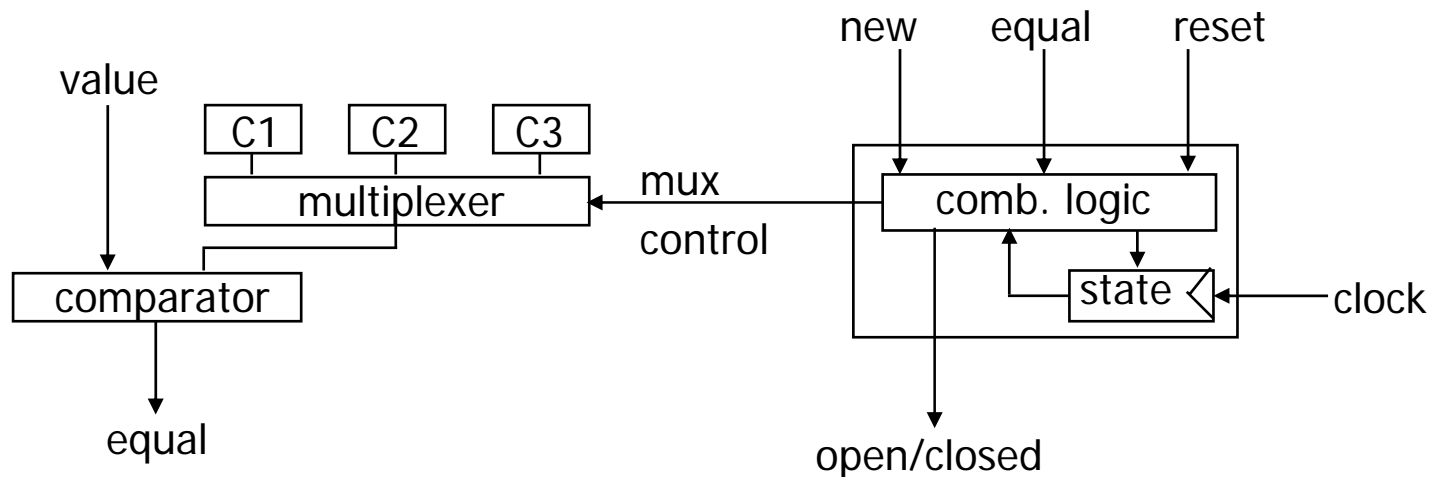 new equal reset
value
C1 C2 C3
multiplexer
mux
control
comb. logic
comparator
state
clock
equal
open/closed